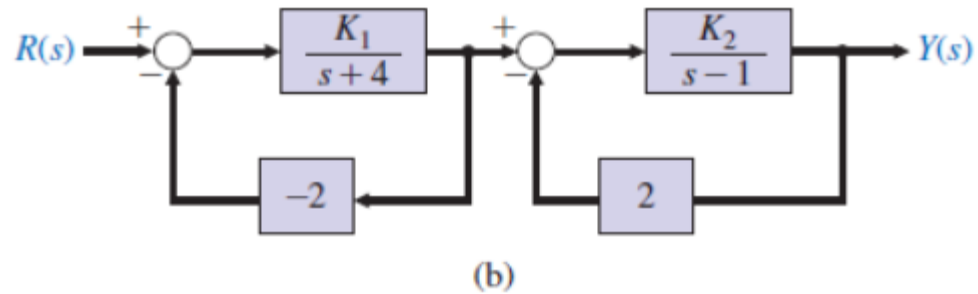 + K₁ + K₂
R(s) Y(s)
− s + 4 − s − 1
−2 2
(b)